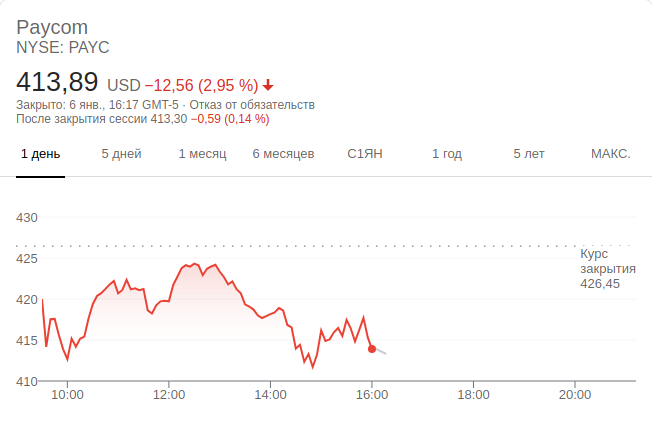 Paycom
NYSE: PAYC
413,89 USD −12,56 (2,95 %)
Закрыто: 6 янв., 16:17 GMT-5 · Отказ от обязательств
После закрытия сессии 413,30 −0,59 (0,14 %)
1 день 5 дней 1 месяц 6 месяцев С1ЯН 1 год 5 лет МАКС.
430
Курс
закрытия
426,45
425
420
415
410
10:00 12:00 14:00 16:00 18:00 20:00